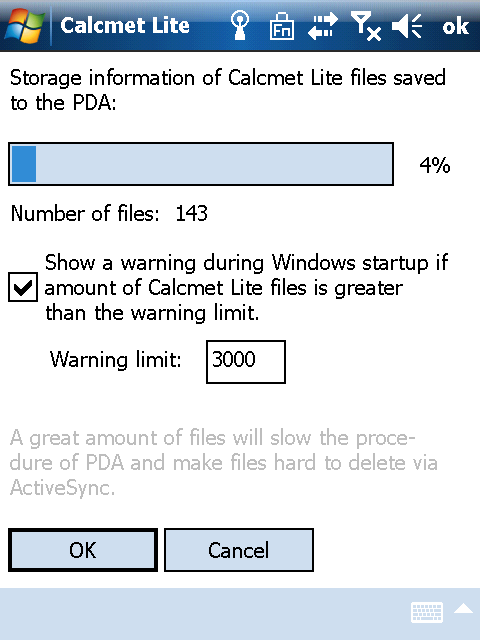 Calcmet Lite Fn ok
Storage information of Calcmet Lite files saved
to the PDA:
4%
Number of files: 143
Show a warning during Windows startup if
amount of Calcmet Lite files is greater
than the warning limit.
Warning limit: 3000
A great amount of files will slow the proce-
dure of PDA and make files hard to delete via
ActiveSync.
OK Cancel